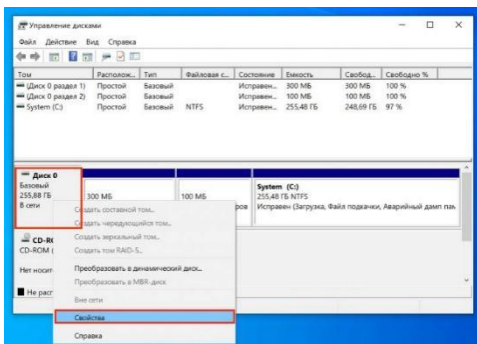 Управление дисками
Файл Действие Вид Справка
Том Располож... Тип Файловая с... Состояние Емкость Свобод... Свободно %
(Диск 0 раздел 1) Простой Базовый Исправен... 300 МБ 300 МБ 100 %
(Диск 0 раздел 2) Простой Базовый Исправен... 100 МБ 100 МБ 100 %
System (C:) Простой Базовый NTFS Исправен... 255,48 ГБ 248,69 ГБ 97 %
Диск 0
Базовый
255,88 ГБ
В сети
300 МБ
100 МБ
ров
System (C:)
255,48 ГБ NTFS
Исправен (Загрузка, Файл подкачки, Аварийный дамп пам
CD-RO
CD-ROM (
Нет носит
Не расп
Создать составной том...
Создать чередующийся том...
Создать зеркальный том...
Создать том RAID-5...
Преобразовать в динамический диск...
Преобразовать в MBR-диск
Вне сети
Свойства
Справка